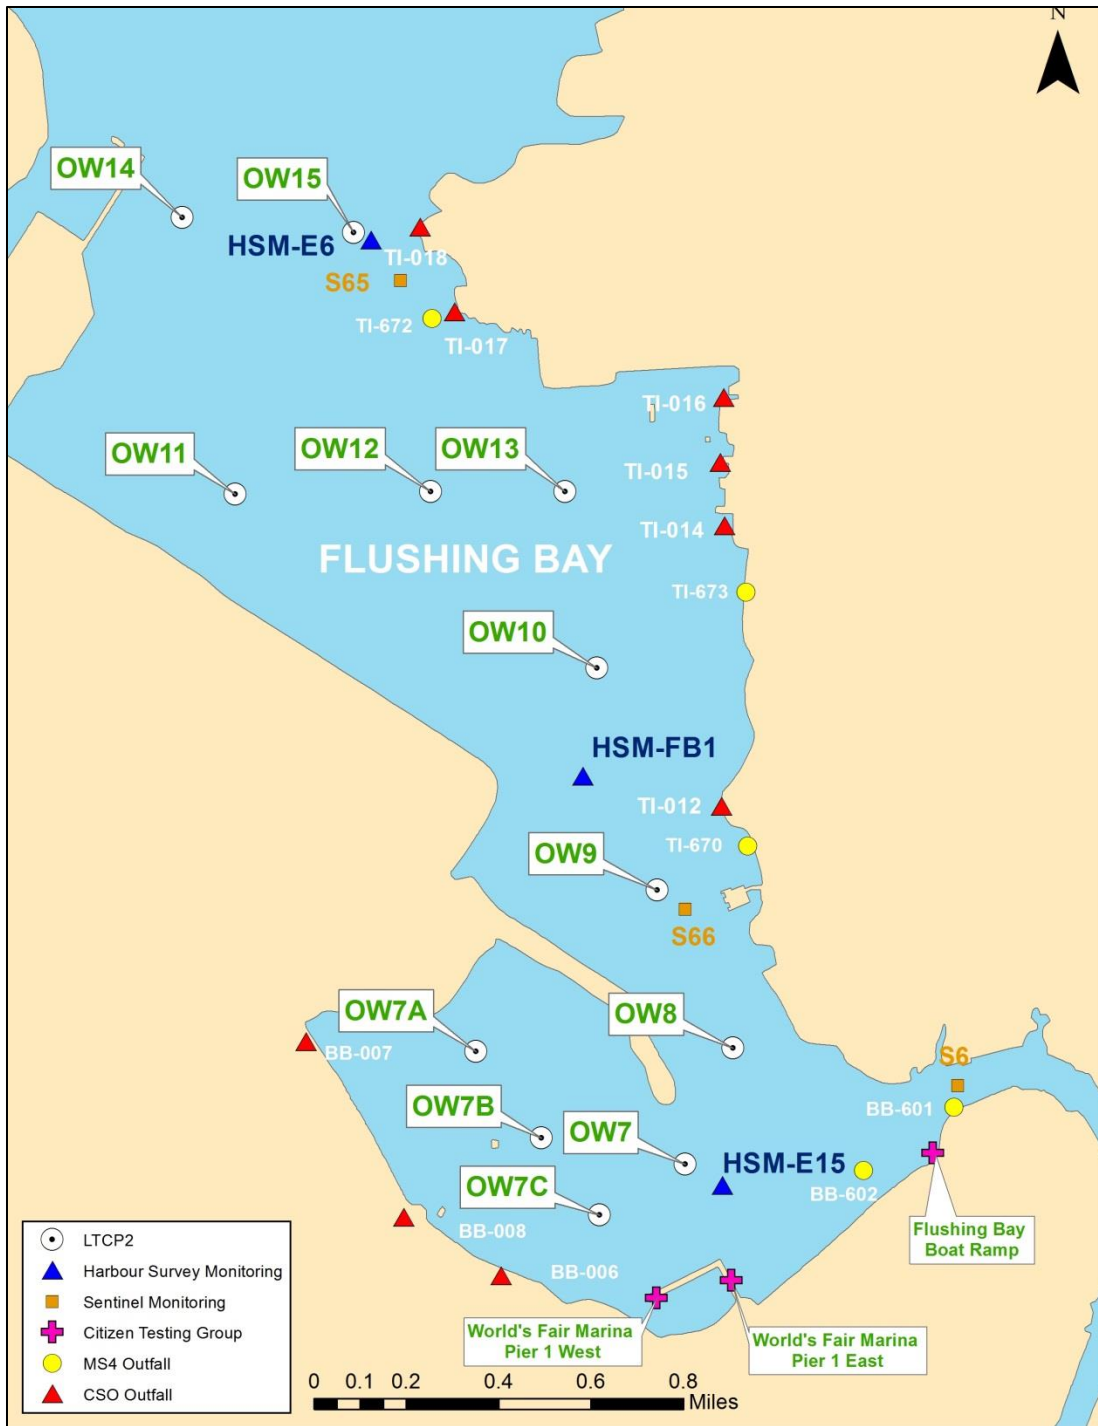 N
OW14
OW15
HSM-E6
TI-018
S65
TI-672
TI-017
TI-016
OW11
OW12
OW13
TI-015
TI-014
FLUSHING BAY
TI-673
OW10
HSM-FB1
TI-012
TI-670
OW9
S66
OW7A
OW8
BB-007
S6
OW7B
BB-601
OW7
HSM-E15
BB-602
OW7C
BB-008
Flushing Bay
Boat Ramp
BB-006
World's Fair Marina
Pier 1 West
World's Fair Marina
Pier 1 East
LTCP2
Harbour Survey Monitoring
Sentinel Monitoring
Citizen Testing Group
MS4 Outfall
CSO Outfall
0 0.1 0.2 0.4 0.6 0.8
Miles